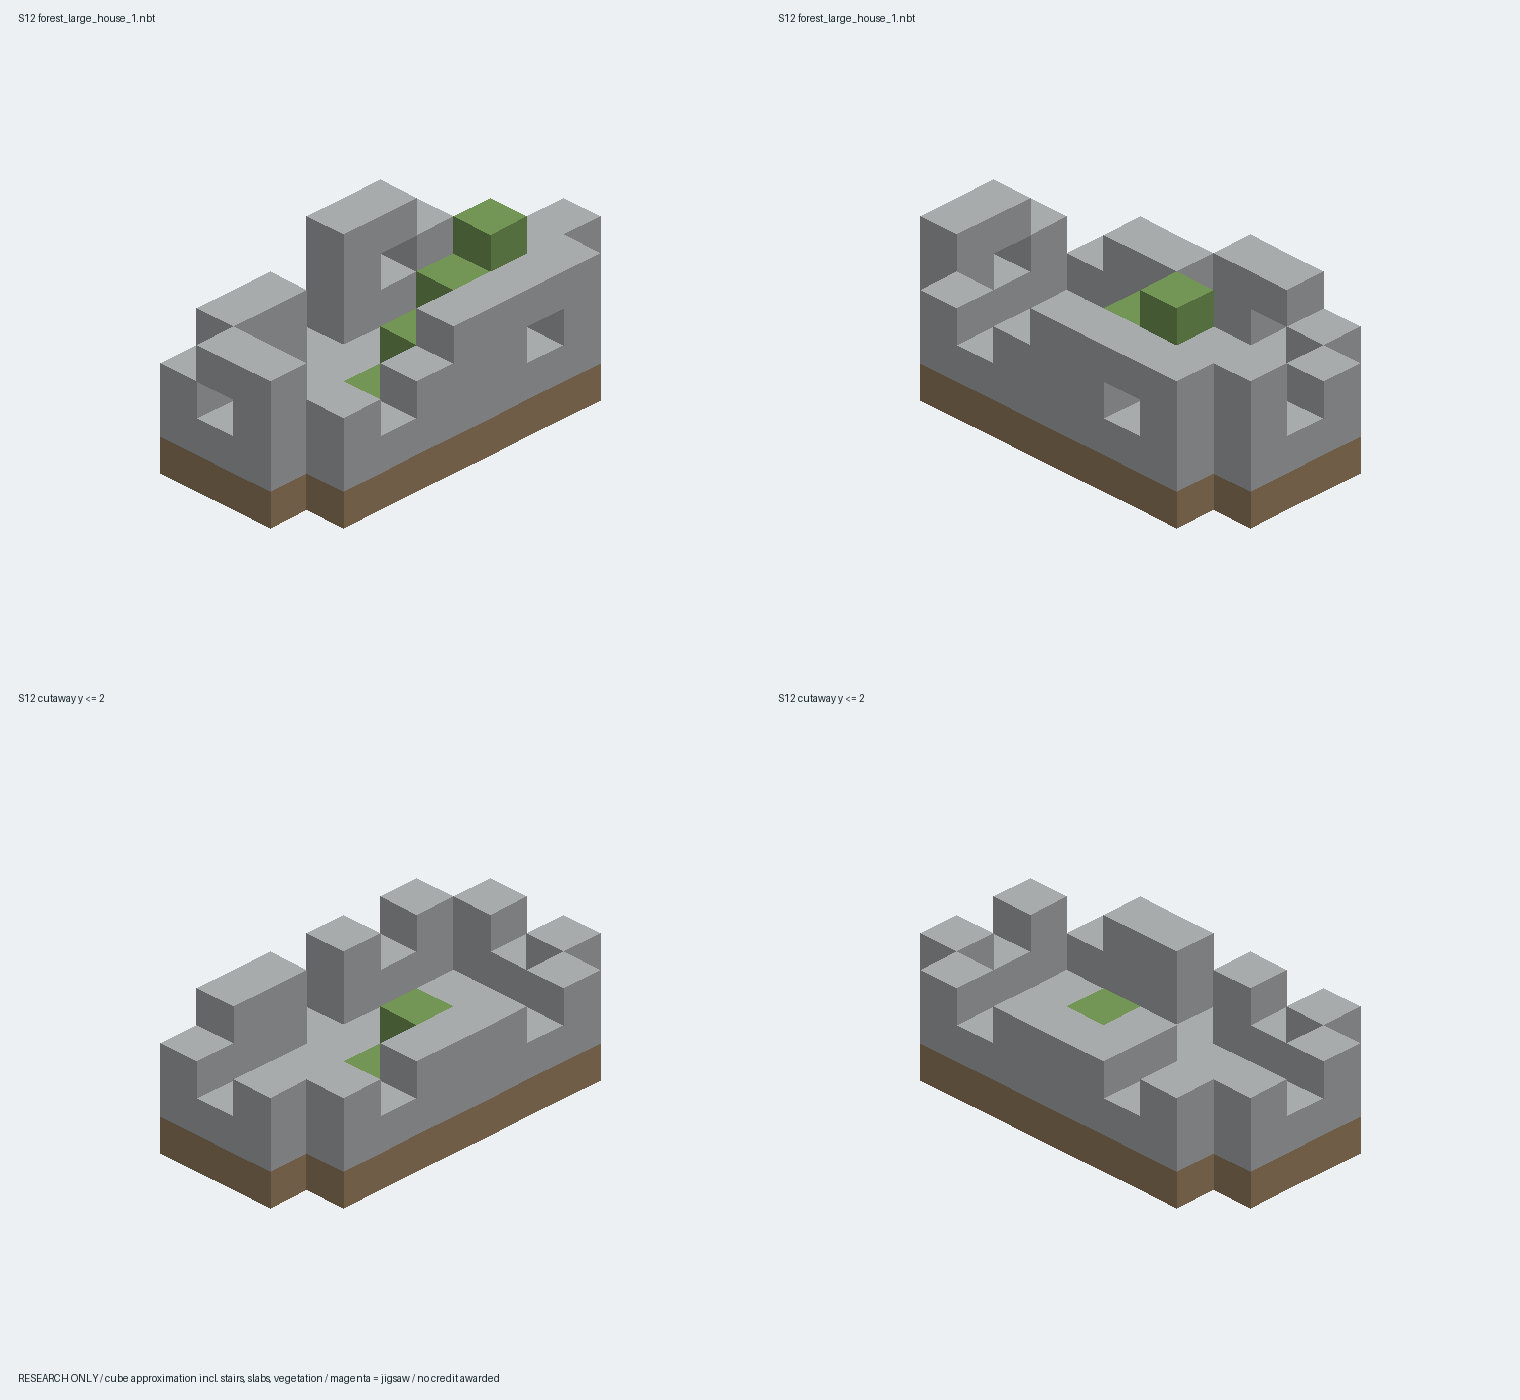 S12 forest_large_house_1.nbt
S12 forest_large_house_1.nbt
S12 cutaway y <= 2
S12 cutaway y <= 2
RESEARCH ONLY / cube approximation incl. stairs, slabs, vegetation / magenta = jigsaw / no credit awarded